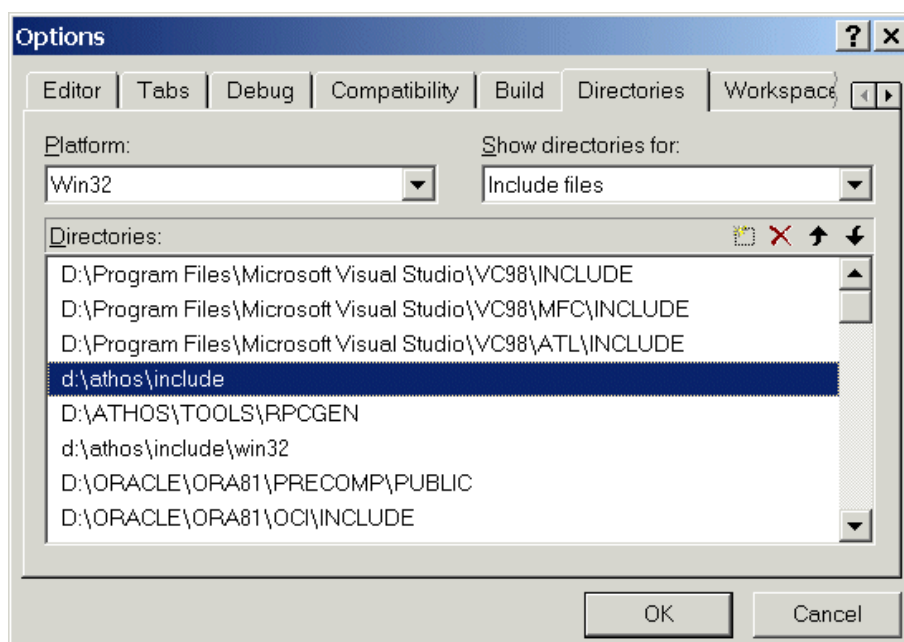 Options
Editor Tabs Debug Compatibility Build Directories Workspace
Platform: Show directories for:
Win32 Include files
Directories:
D:\Program Files\Microsoft Visual Studio\VC98\INCLUDE
D:\Program Files\Microsoft Visual Studio\VC98\MFC\INCLUDE
D:\Program Files\Microsoft Visual Studio\VC98\ATL\INCLUDE
d:\athos\include
D:\ATHOS\TOOLS\RPCGEN
d:\athos\include\win32
D:\ORACLE\ORA81\PRECOMP\PUBLIC
D:\ORACLE\ORA81\OCI\INCLUDE
OK Cancel